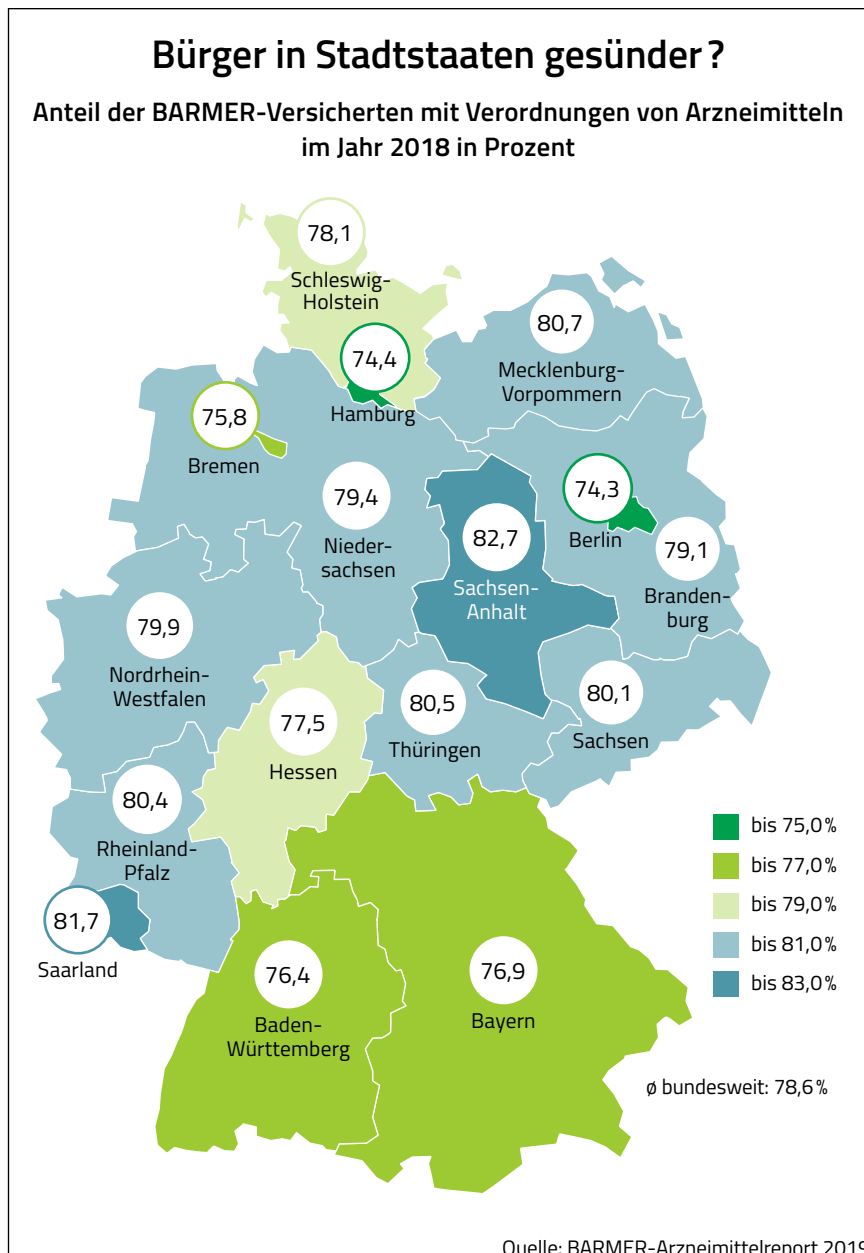 Bürger in Stadtstaaten gesünder?
Anteil der BARMER-Versicherten mit Verordnungen von Arzneimitteln
im Jahr 2018 in Prozent
78,1
Schleswig-
Holstein
80,7
Mecklenburg-
Vorpommern
74,4
Hamburg
75,8
Bremen
79,4
Nieder-
sachsen
82,7
Sachsen-
Anhalt
74,3
Berlin
79,1
Branden-
burg
79,9
Nordrhein-
Westfalen
77,5
Hessen
80,5
Thüringen
80,1
Sachsen
80,4
Rheinland-
Pfalz
81,7
Saarland
76,4
Baden-
Württemberg
76,9
Bayern
bis 75,0%
bis 77,0%
bis 79,0%
bis 81,0%
bis 83,0%
ø bundesweit: 78,6%
Quelle: BARMER-Arzneimittelreport 2019